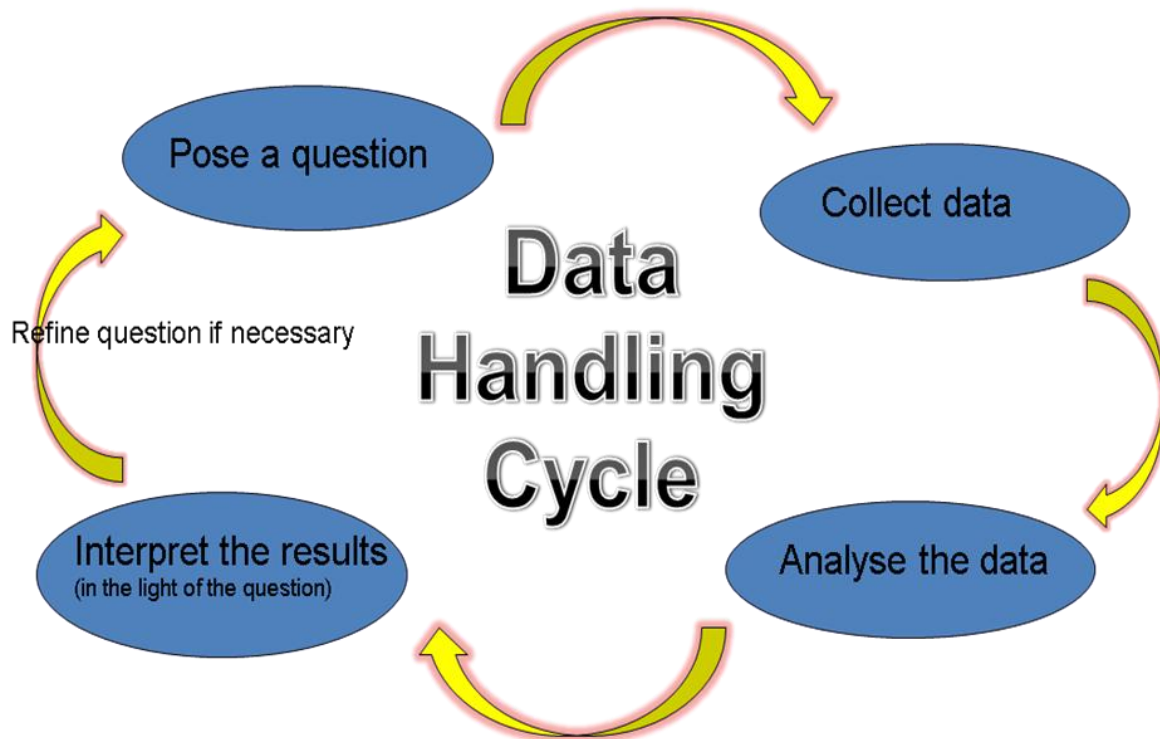 Pose a question
Collect data
Data
Handling
Cycle
Refine question if necessary
Interpret the results
(in the light of the question)
Analyse the data